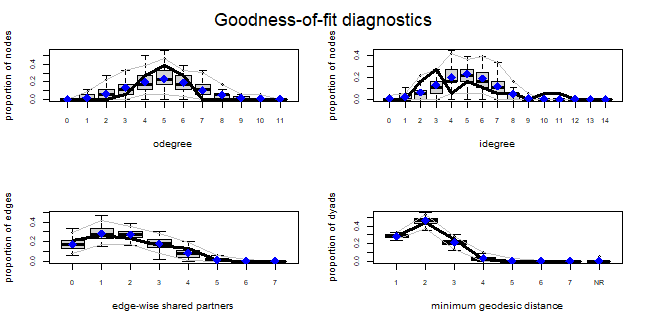 Goodness-of-fit diagnostics
proportion of nodes
0.0 0.2 0.4
0 1 2 3 4 5 6 7 8 9 10 11
odegree
proportion of nodes
0.0 0.2 0.4
0 1 2 3 4 5 6 7 8 9 10 11 12 13 14
idegree
proportion of edges
0.0 0.2 0.4
0 1 2 3 4 5 6 7
edge-wise shared partners
proportion of dyads
0.0 0.2 0.4
1 2 3 4 5 6 7 NR
minimum geodesic distance